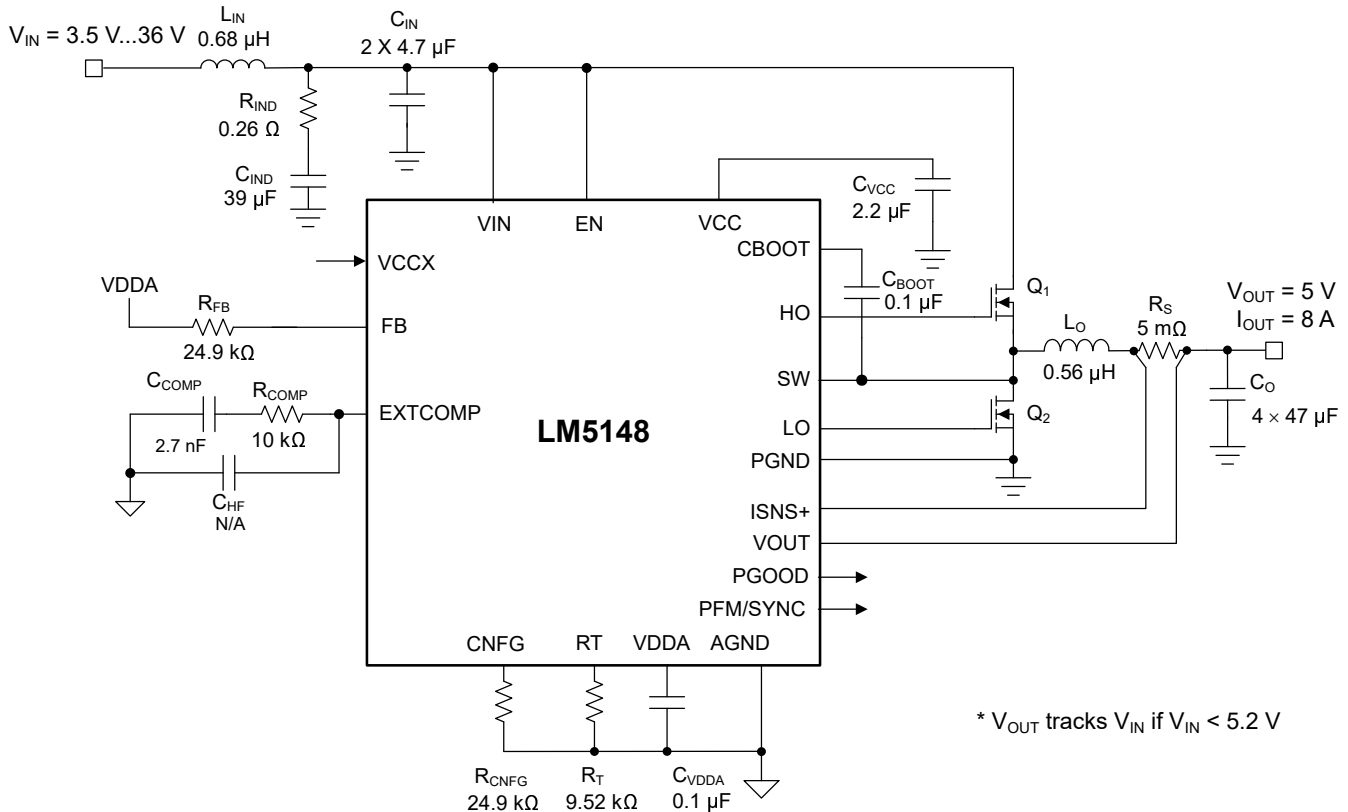 V_IN = 3.5 V...36 V
L_IN
0.68 µH
C_IN
2 X 4.7 µF
R_IND
0.26 Ω
C_IND
39 µF
C_VCC
2.2 µF
VIN
EN
VCC
CBOOT
VCCX
VDDA
R_FB
24.9 kΩ
FB
C_BOOT
0.1 µF
HO
Q_1
L_O
0.56 µH
R_S
5 mΩ
V_OUT = 5 V
I_OUT = 8 A
SW
C_COMP
2.7 nF
R_COMP
10 kΩ
EXTCOMP
LM5148
LO
Q_2
C_O
4 × 47 µF
PGND
C_HF
N/A
ISNS+
VOUT
PGOOD
PFM/SYNC
CNFG
RT
VDDA
AGND
* V_OUT tracks V_IN if V_IN < 5.2 V
R_CNFG
24.9 kΩ
R_T
9.52 kΩ
C_VDDA
0.1 µF